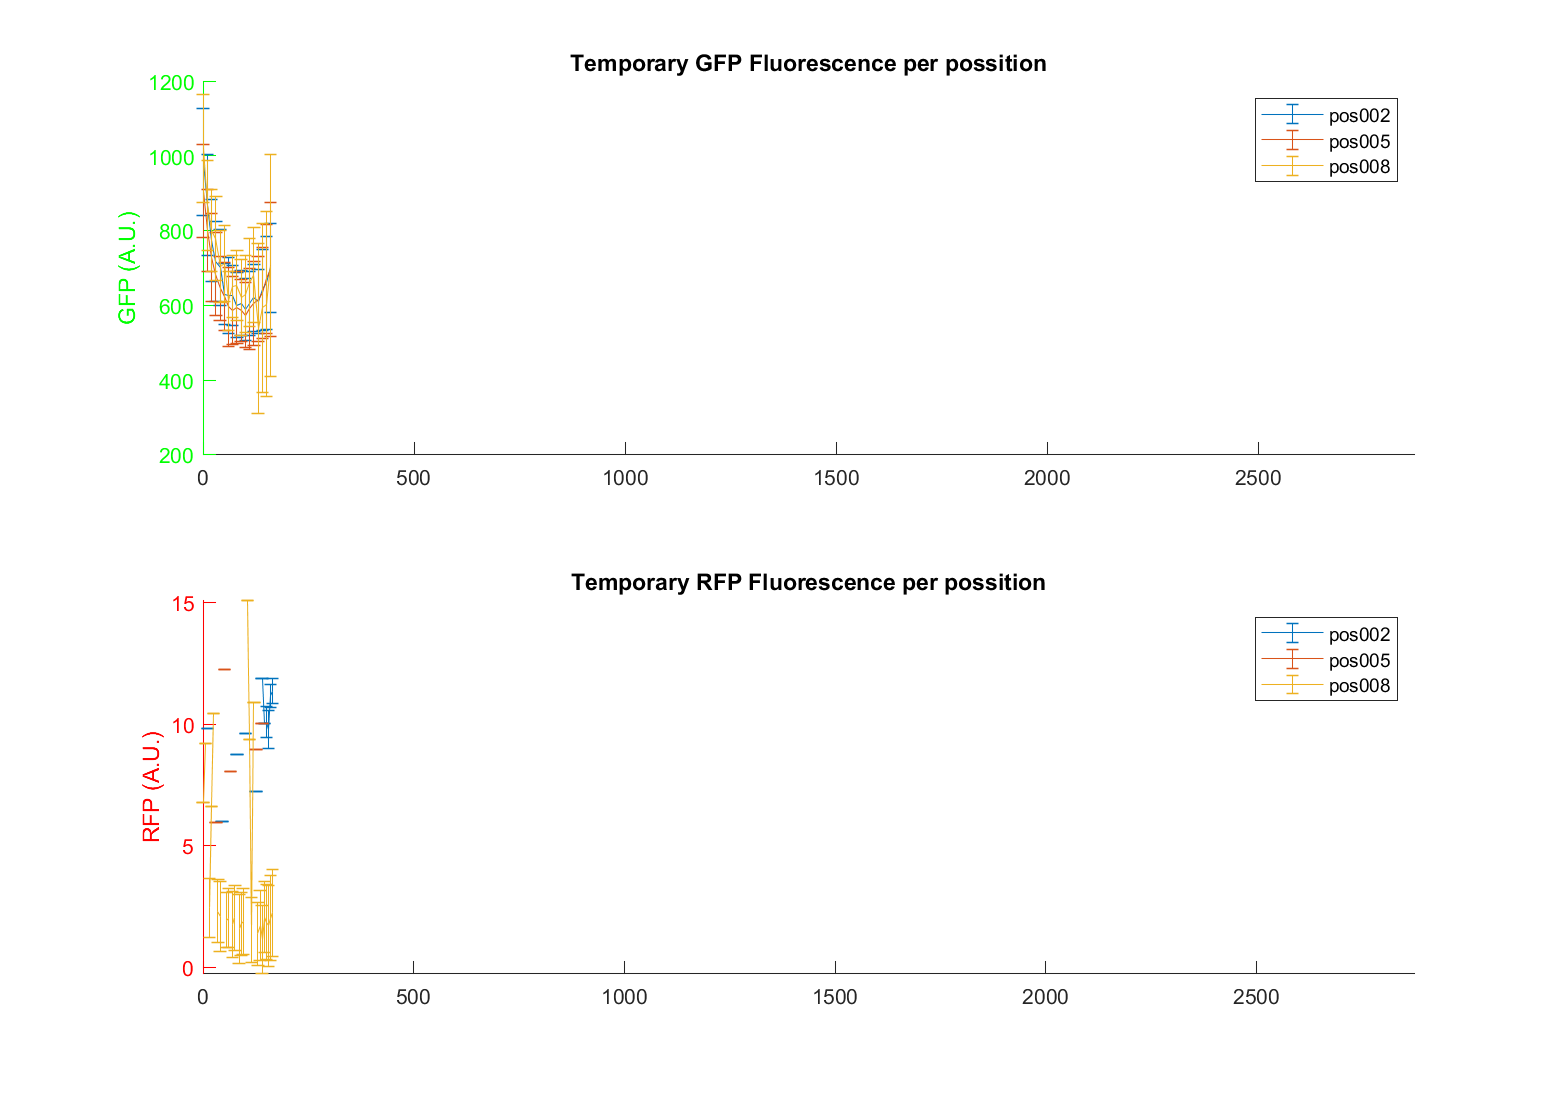 Temporary GFP Fluorescence per possition
1200
1000
800
600
400
200
GFP (A.U.)
pos002
pos005
pos008
0 500 1000 1500 2000 2500
Temporary RFP Fluorescence per possition
15
10
5
0
RFP (A.U.)
pos002
pos005
pos008
0 500 1000 1500 2000 2500